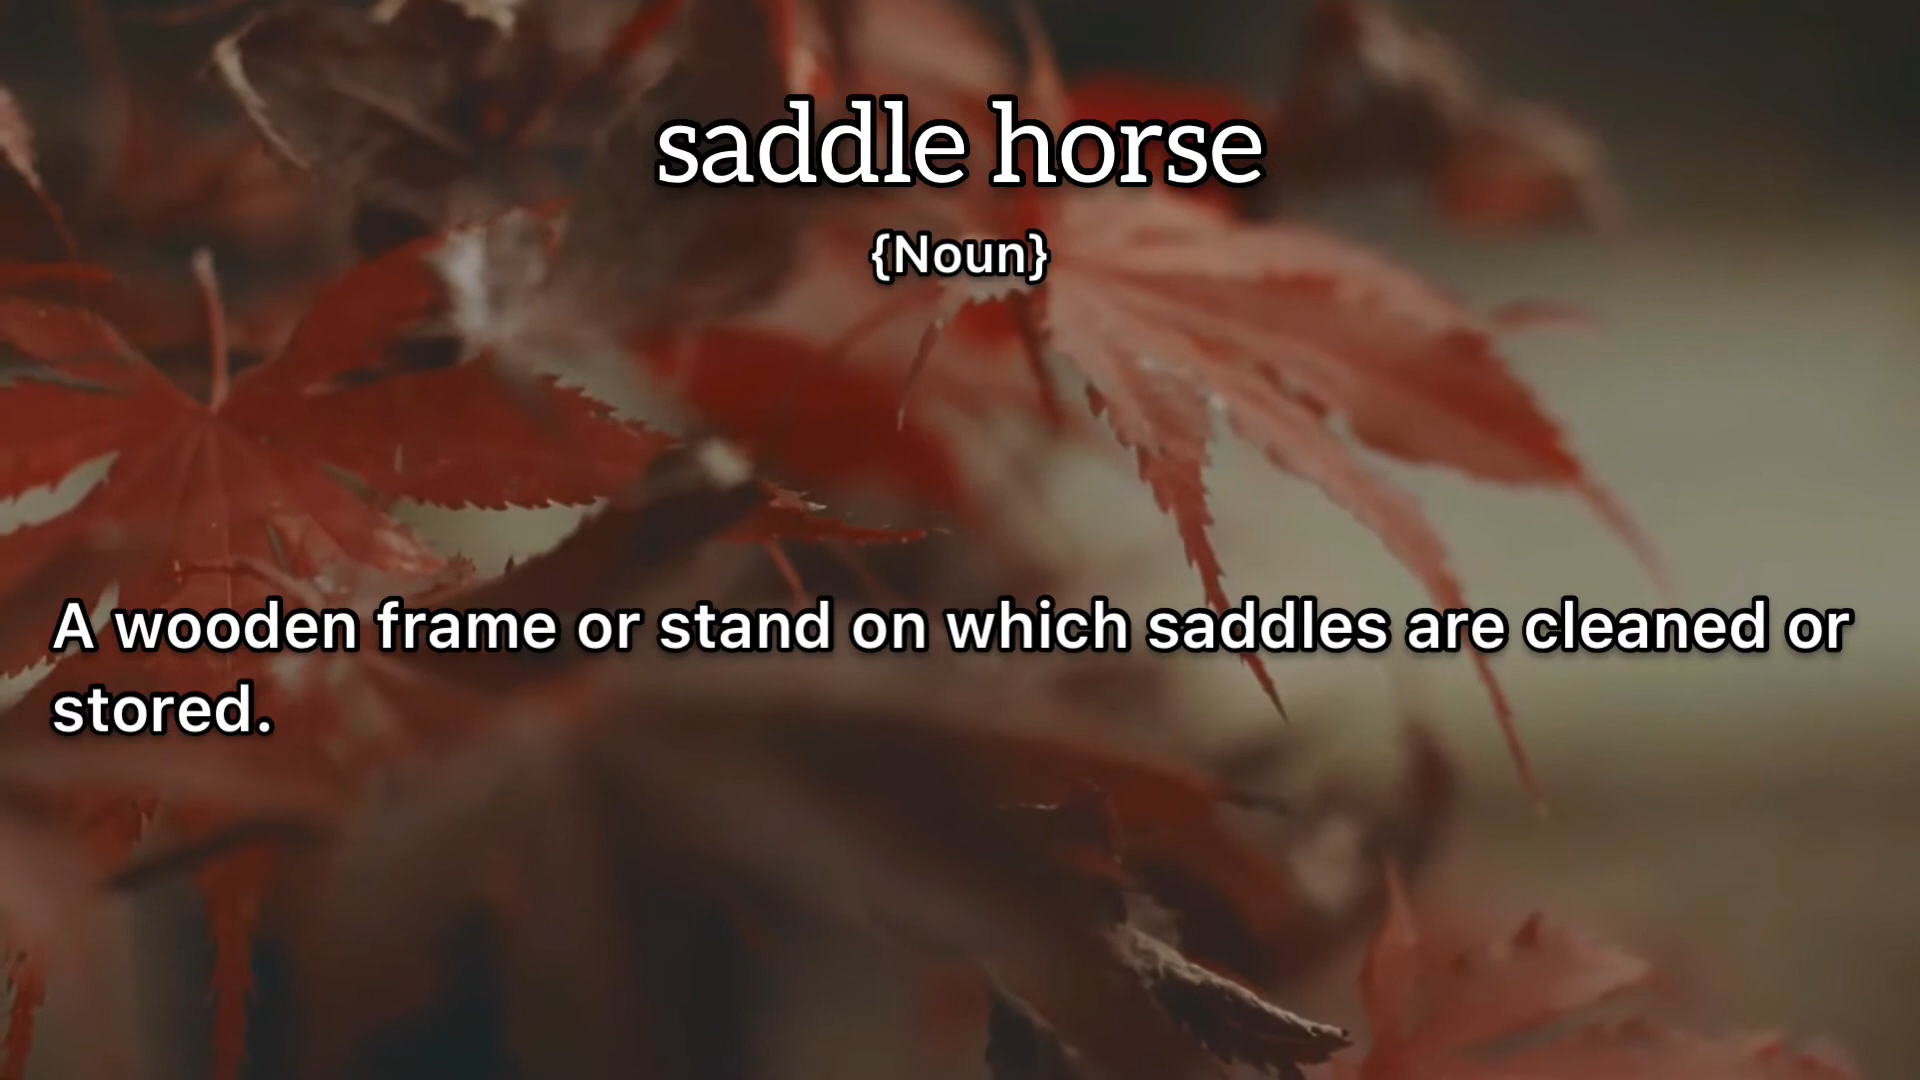 saddle horse
{Noun}
A wooden frame or stand on which saddles are cleaned or
stored.